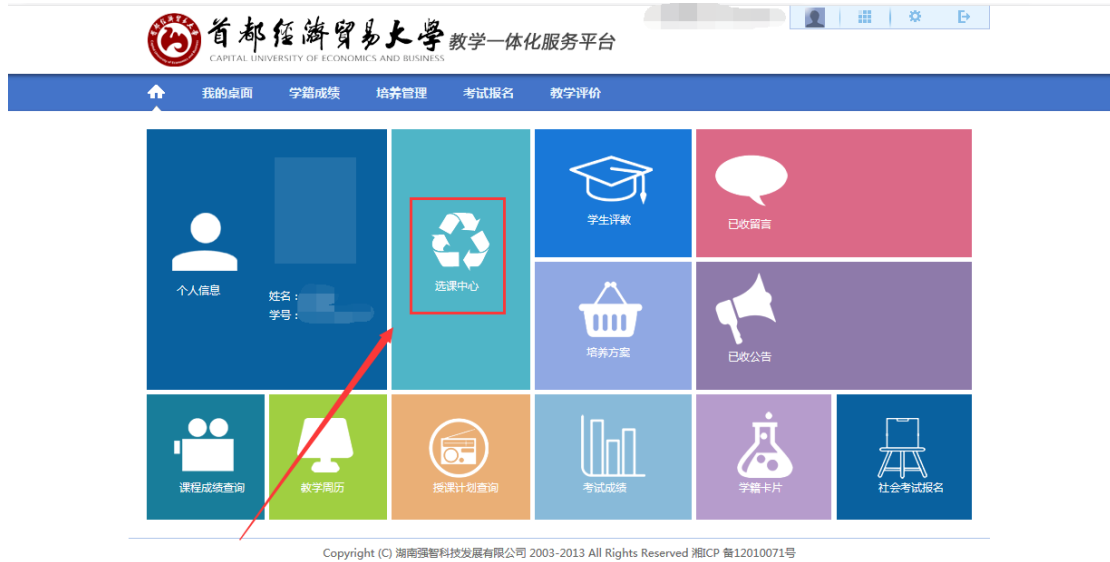 首都经济贸易大学 教学一体化服务平台
CAPITAL UNIVERSITY OF ECONOMICS AND BUSINESS
我的桌面 学籍成绩 培养管理 考试报名 教学评价
学生评教
已收留言
选课中心
个人信息
姓名：
学号：
培养方案
已收公告
课程成绩查询
教学周历
授课计划查询
考试成绩
学籍卡片
社会考试报名
Copyright (C) 湖南强智科技发展有限公司 2003-2013 All Rights Reserved 湘ICP 备12010071号